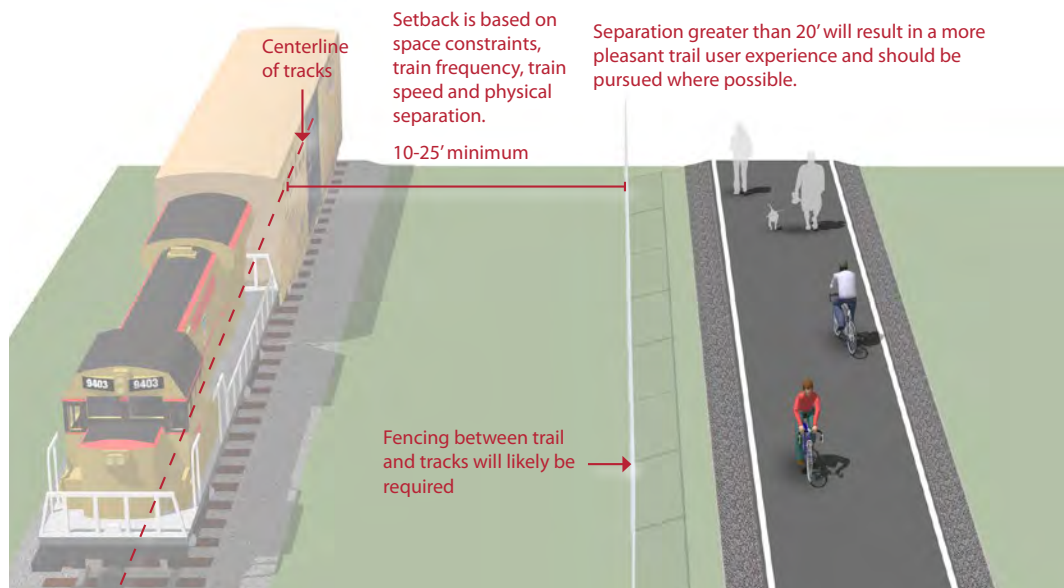 Centerline
of tracks
Setback is based on
space constraints,
train frequency, train
speed and physical
separation.
10-25’ minimum
Separation greater than 20’ will result in a more
pleasant trail user experience and should be
pursued where possible.
9403
9403
Fencing between trail
and tracks will likely be
required